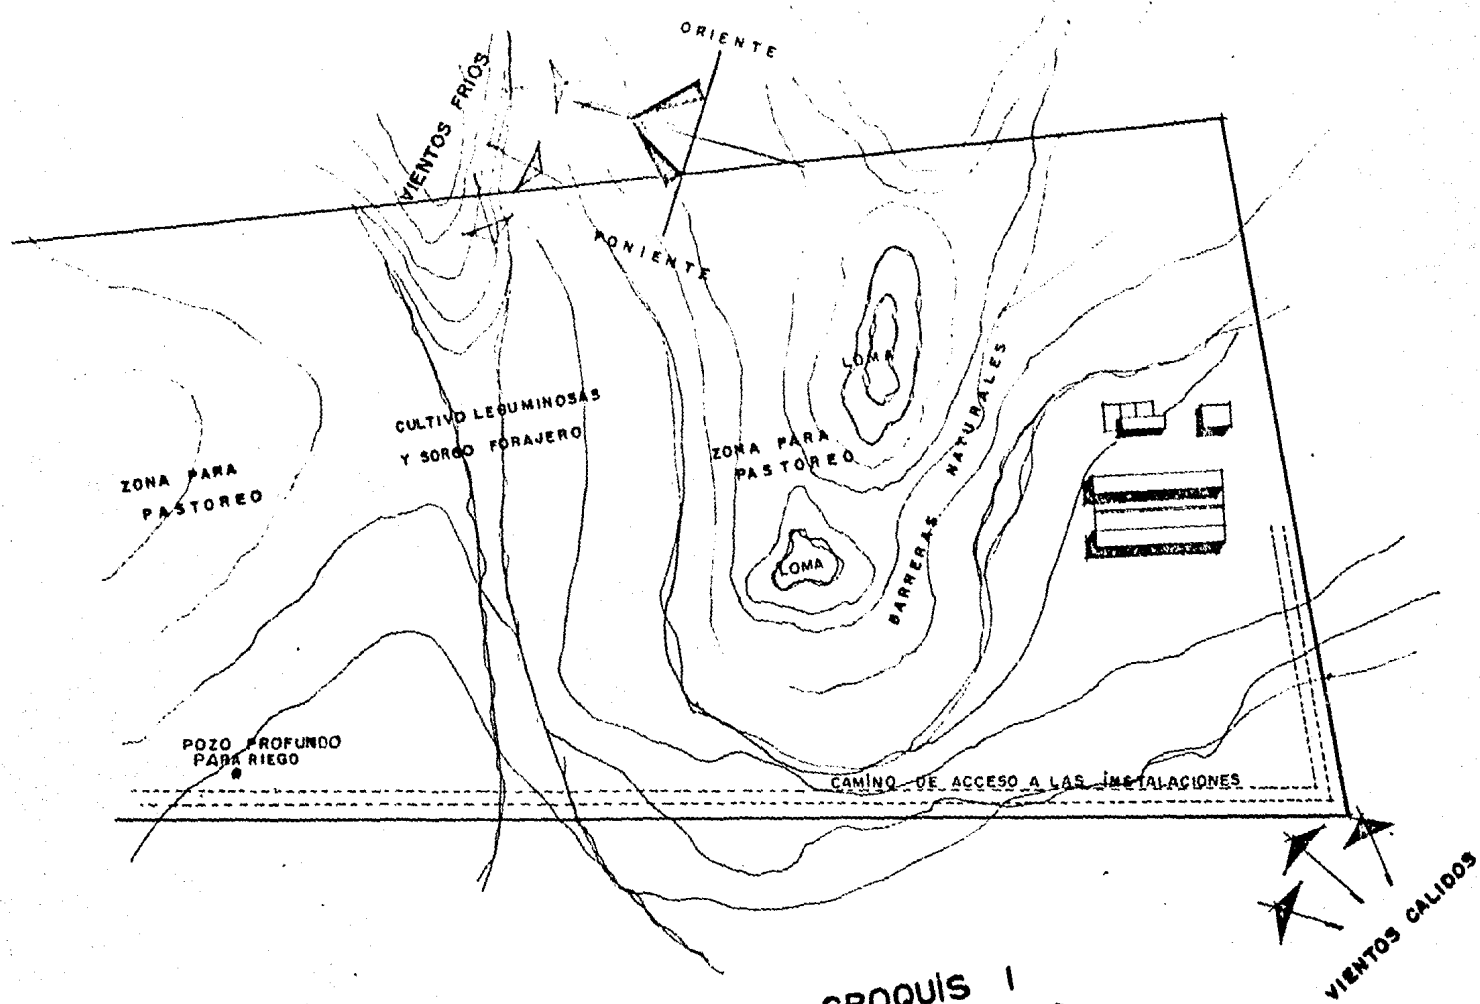 ORIENTE
VIENTOS FRIOS
PONIENTE
LOMA
BARRERAS NATURALES
CULTIVO LEGUMINOSAS
Y SORGO FORAJERO
ZONA PARA
PASTOREO
ZONA PARA
PASTOREO
LOMA
POZO PROFUNDO
PARA RIEGO
CAMINO DE ACCESO A LAS INSTALACIONES
VIENTOS CALIDOS
CROQUIS I